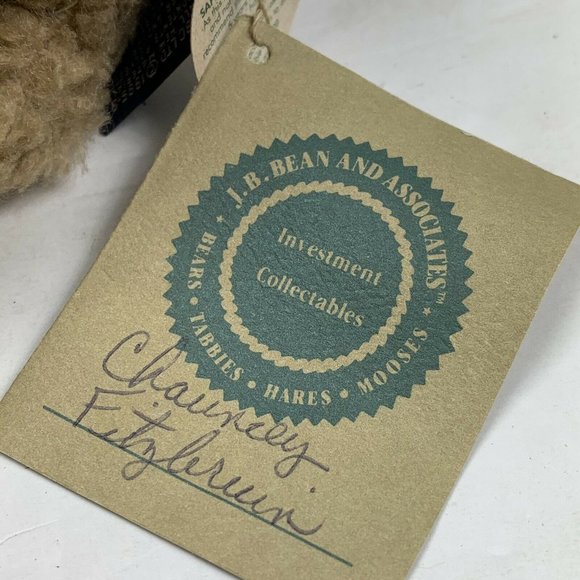 J.B. BEAN AND ASSOCIATES™
Investment
Collectables
BEARS • TABBIES • HARES • MOOSES
Chauncey
Fitzbruin